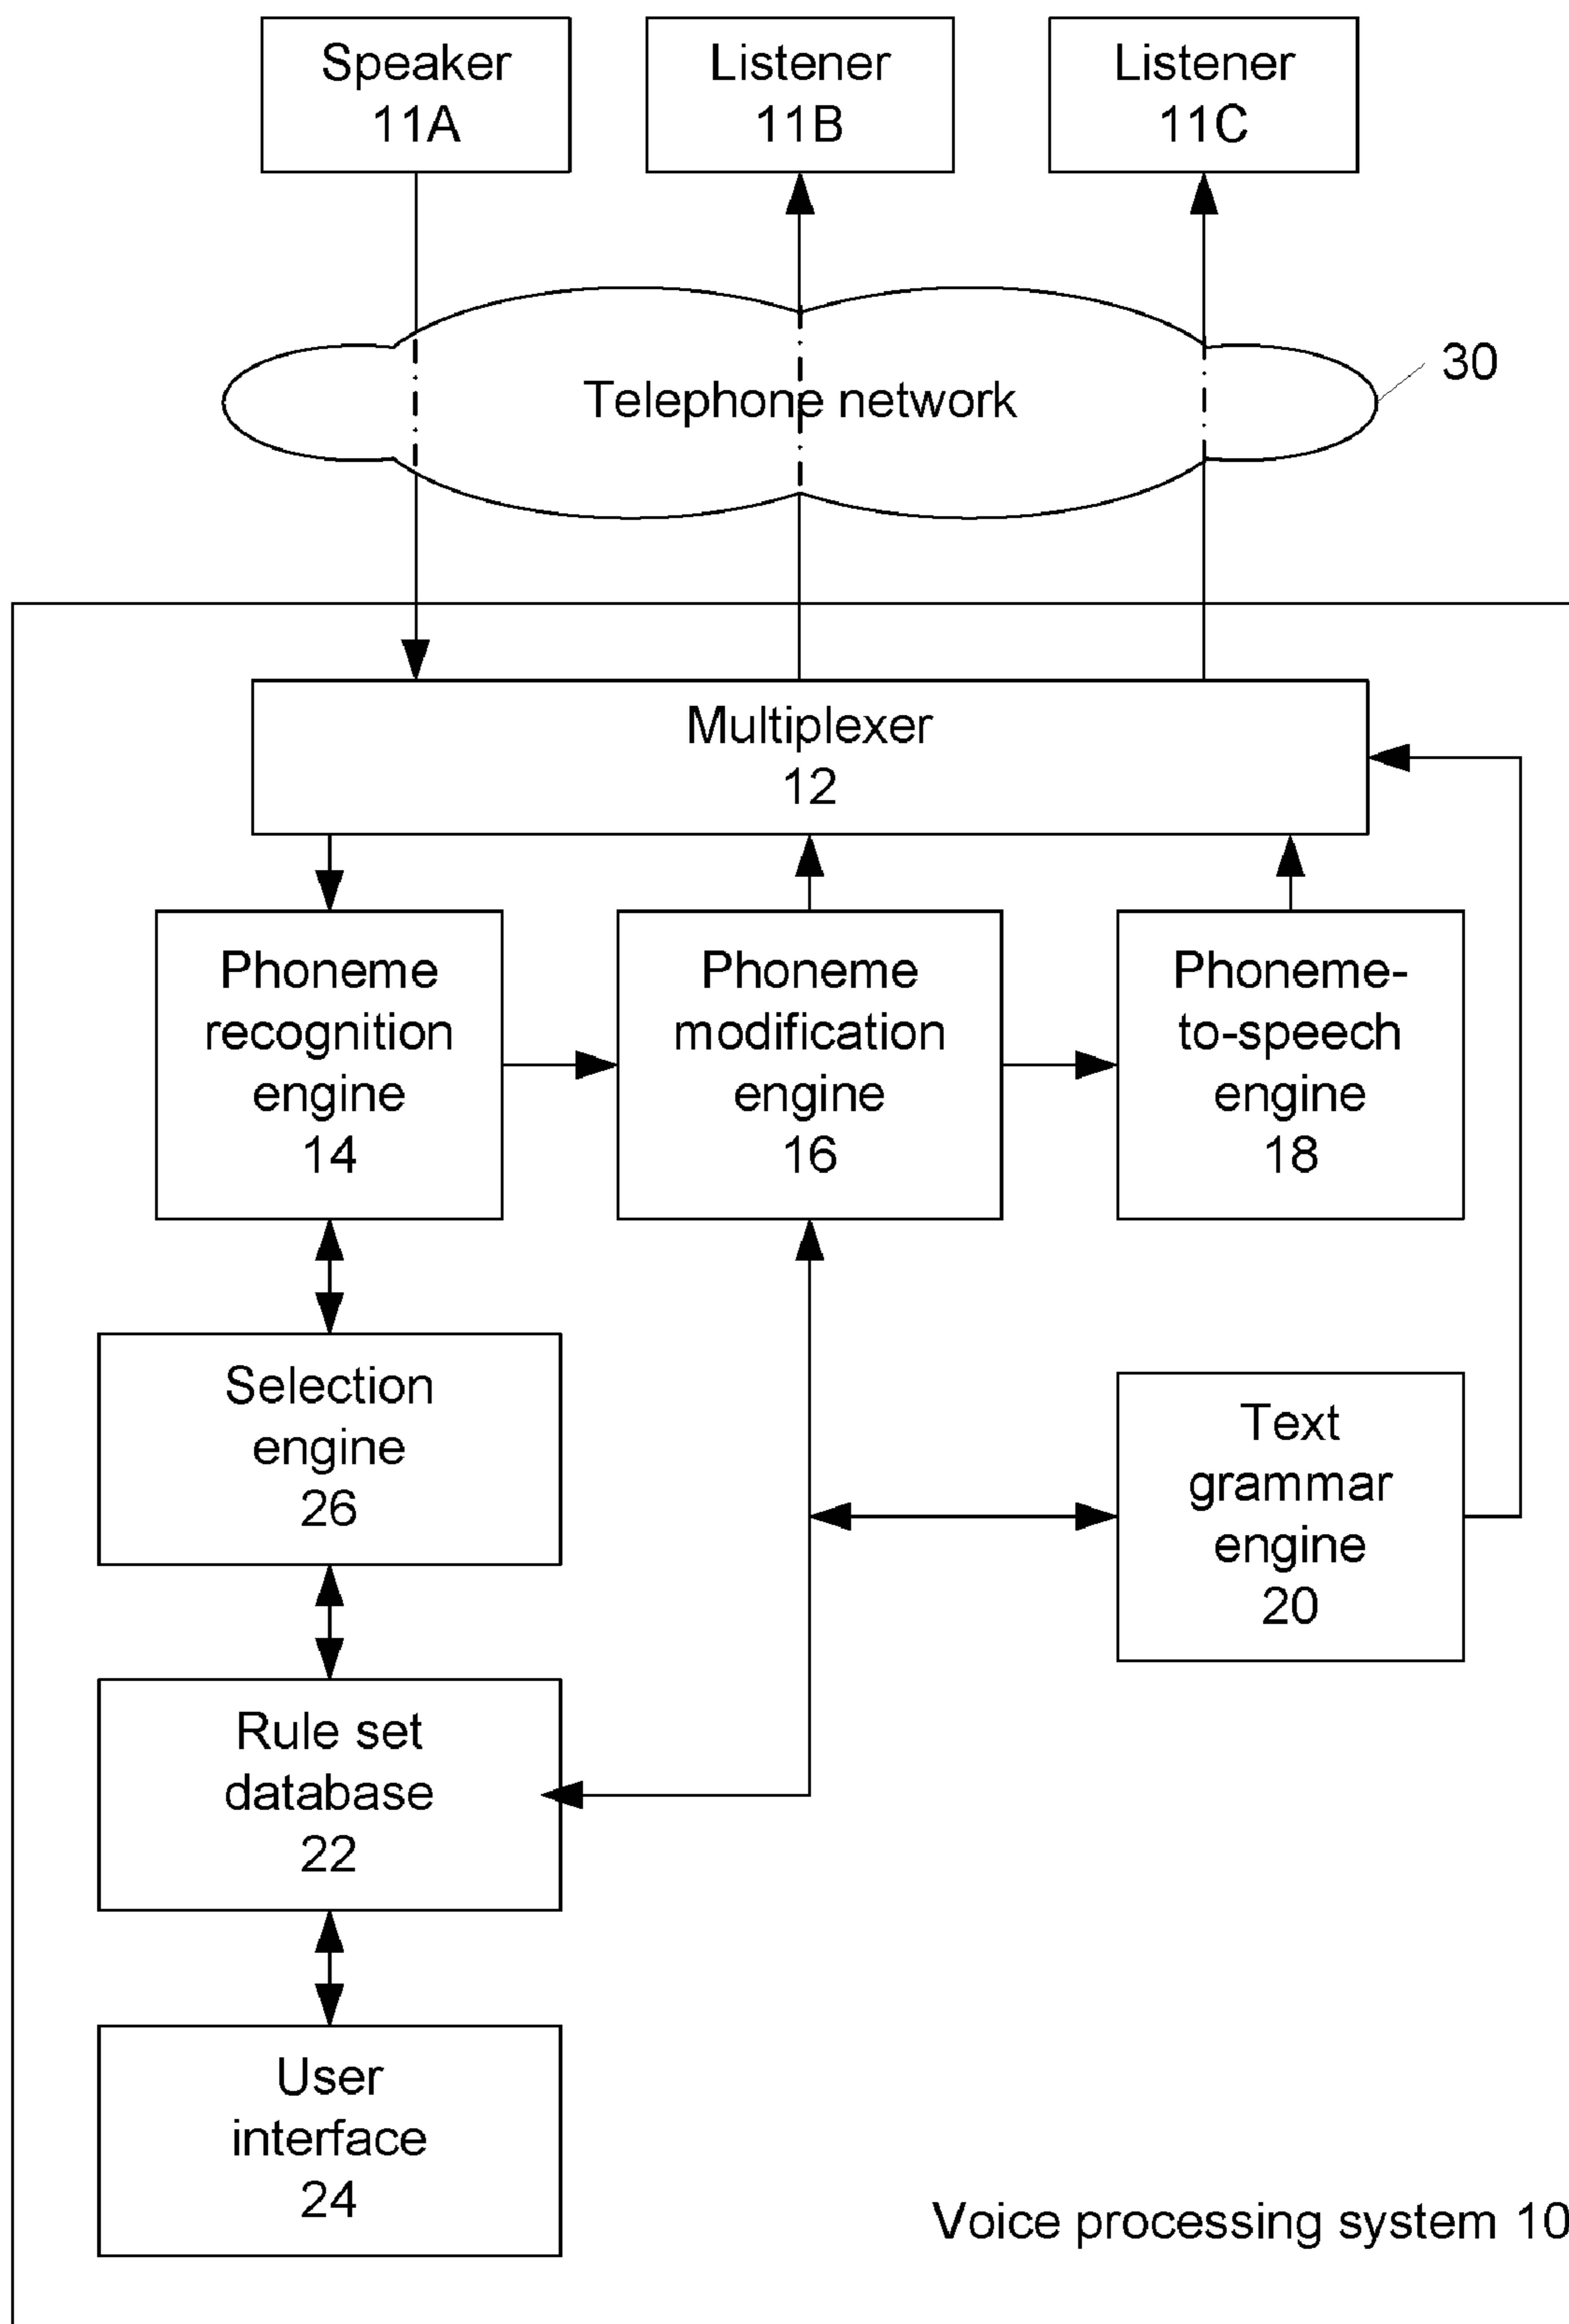 Speaker
11A
Listener
11B
Listener
11C
Telephone network
30
Multiplexer
12
Phoneme
recognition
engine
14
Phoneme
modification
engine
16
Phoneme-
to-speech
engine
18
Selection
engine
26
Text
grammar
engine
20
Rule set
database
22
User
interface
24
Voice processing system 10